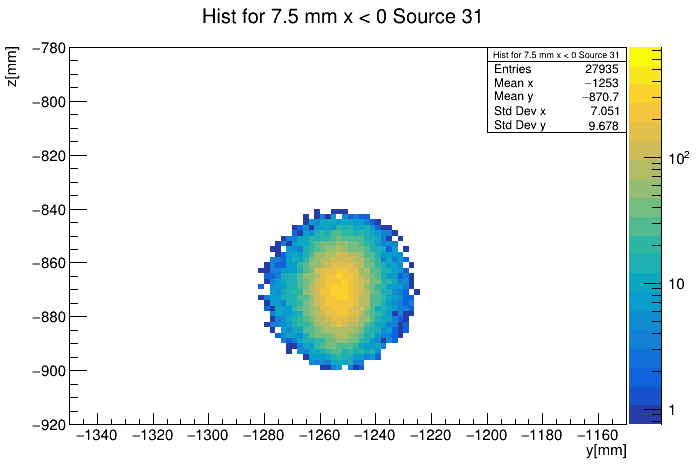 Hist for 7.5 mm x < 0 Source 31
z[mm]
−780
−800
−820
−840
−860
−880
−900
−920
Hist for 7.5 mm x < 0 Source 31
Entries 27935
Mean x −1253
Mean y −870.7
Std Dev x 7.051
Std Dev y 9.678
10²
10
1
−1340 −1320 −1300 −1280 −1260 −1240 −1220 −1200 −1180 −1160
y[mm]